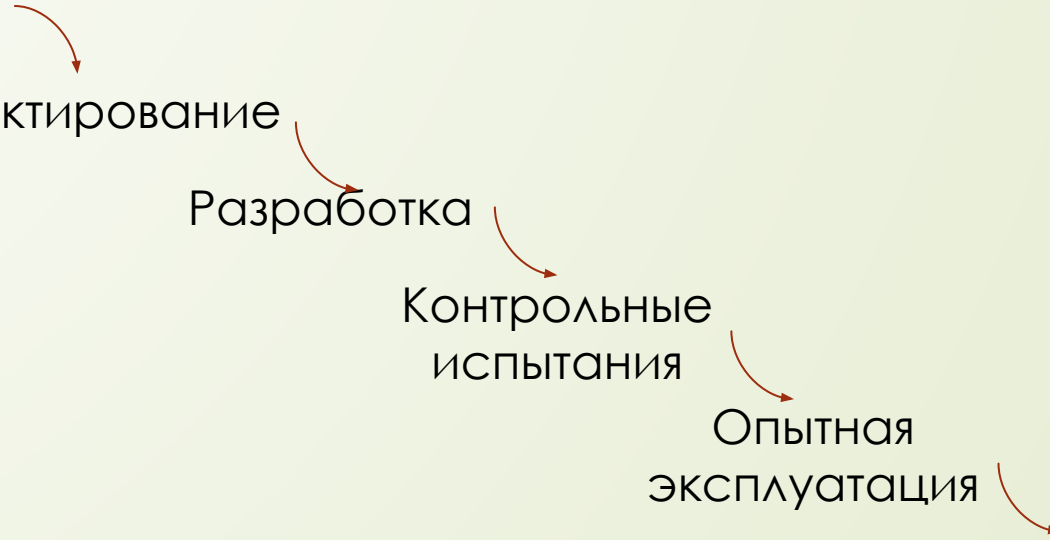 ктирование
Разработка
Контрольные
испытания
Опытная
эксплуатация